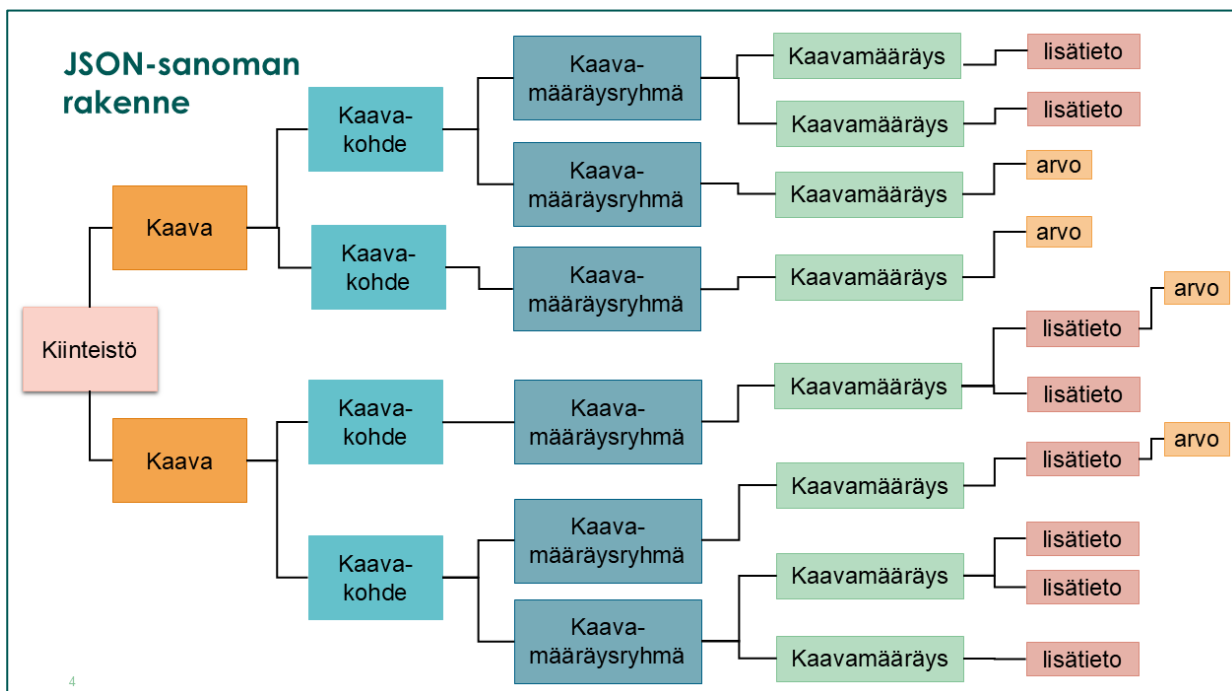 JSON-sanoman
rakenne
Kiinteistö
Kaava
Kaava
Kaava-
kohde
Kaava-
kohde
Kaava-
kohde
Kaava-
kohde
Kaava-
määräysryhmä
Kaava-
määräysryhmä
Kaava-
määräysryhmä
Kaava-
määräysryhmä
Kaava-
määräysryhmä
Kaava-
määräysryhmä
Kaavamääräys
Kaavamääräys
Kaavamääräys
Kaavamääräys
Kaavamääräys
Kaavamääräys
Kaavamääräys
Kaavamääräys
lisätieto
lisätieto
arvo
arvo
lisätieto
lisätieto
lisätieto
lisätieto
lisätieto
lisätieto
arvo
arvo
4